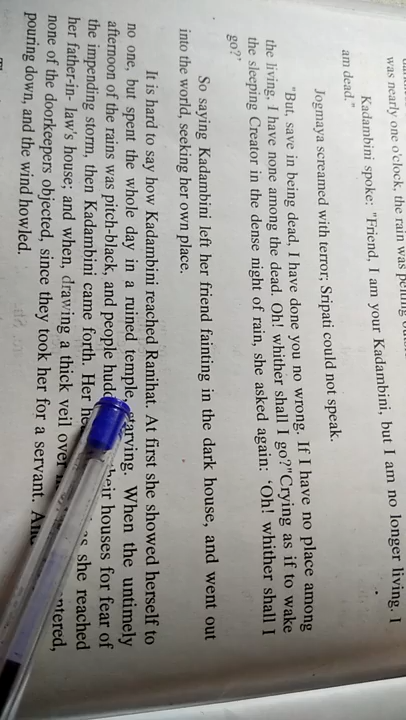 was nearly one o'clock, the rain was pelting
Kadambini spoke: "Friend, I am your Kadambini, but I am no longer living. I
am dead."
Jogmaya screamed with terror; Sripati could not speak.
"But, save in being dead, I have done you no wrong. If I have no place among
the living, I have none among the dead. Oh! whither shall I go?"Crying as if to wake
the sleeping Creator in the dense night of rain, she asked again: 'Oh! whither shall I
go?'
So saying Kadambini left her friend fainting in the dark house, and went out
into the world, seeking her own place.
It is hard to say how Kadambini reached Ranihat. At first she showed herself to
no one, but spent the whole day in a ruined temple, starving. When the untimely
afternoon of the rains was pitch-black, and people their houses for fear of
the impending storm, then Kadambini came forth. Her as she reached
her father-in- law's house; and when, drawing a thick veil over
none of the doorkeepers objected, since they took her for a servant. And
pouring down, and the wind howled.